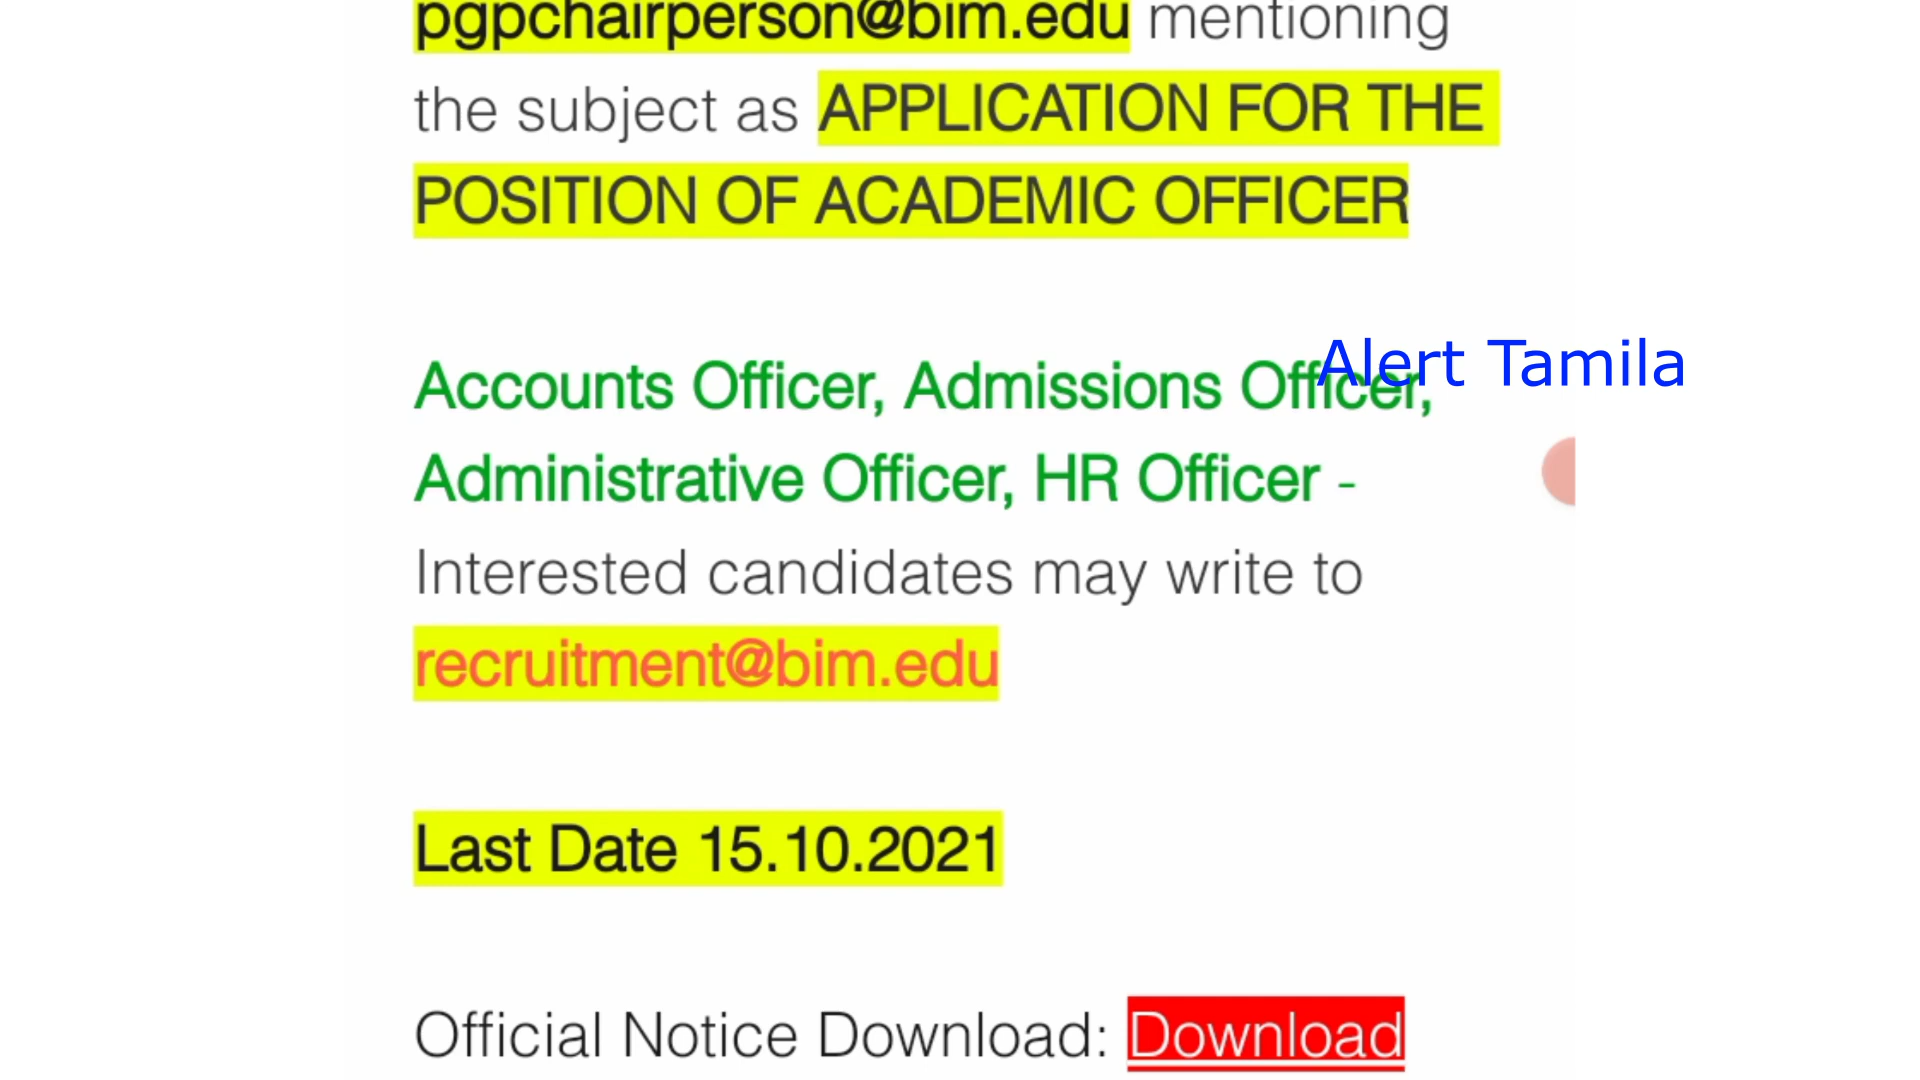 pgpchairperson@bim.edu mentioning
the subject as APPLICATION FOR THE
POSITION OF ACADEMIC OFFICER
Alert Tamila
Accounts Officer, Admissions Officer,
Administrative Officer, HR Officer -
Interested candidates may write to
recruitment@bim.edu
Last Date 15.10.2021
Official Notice Download: Download